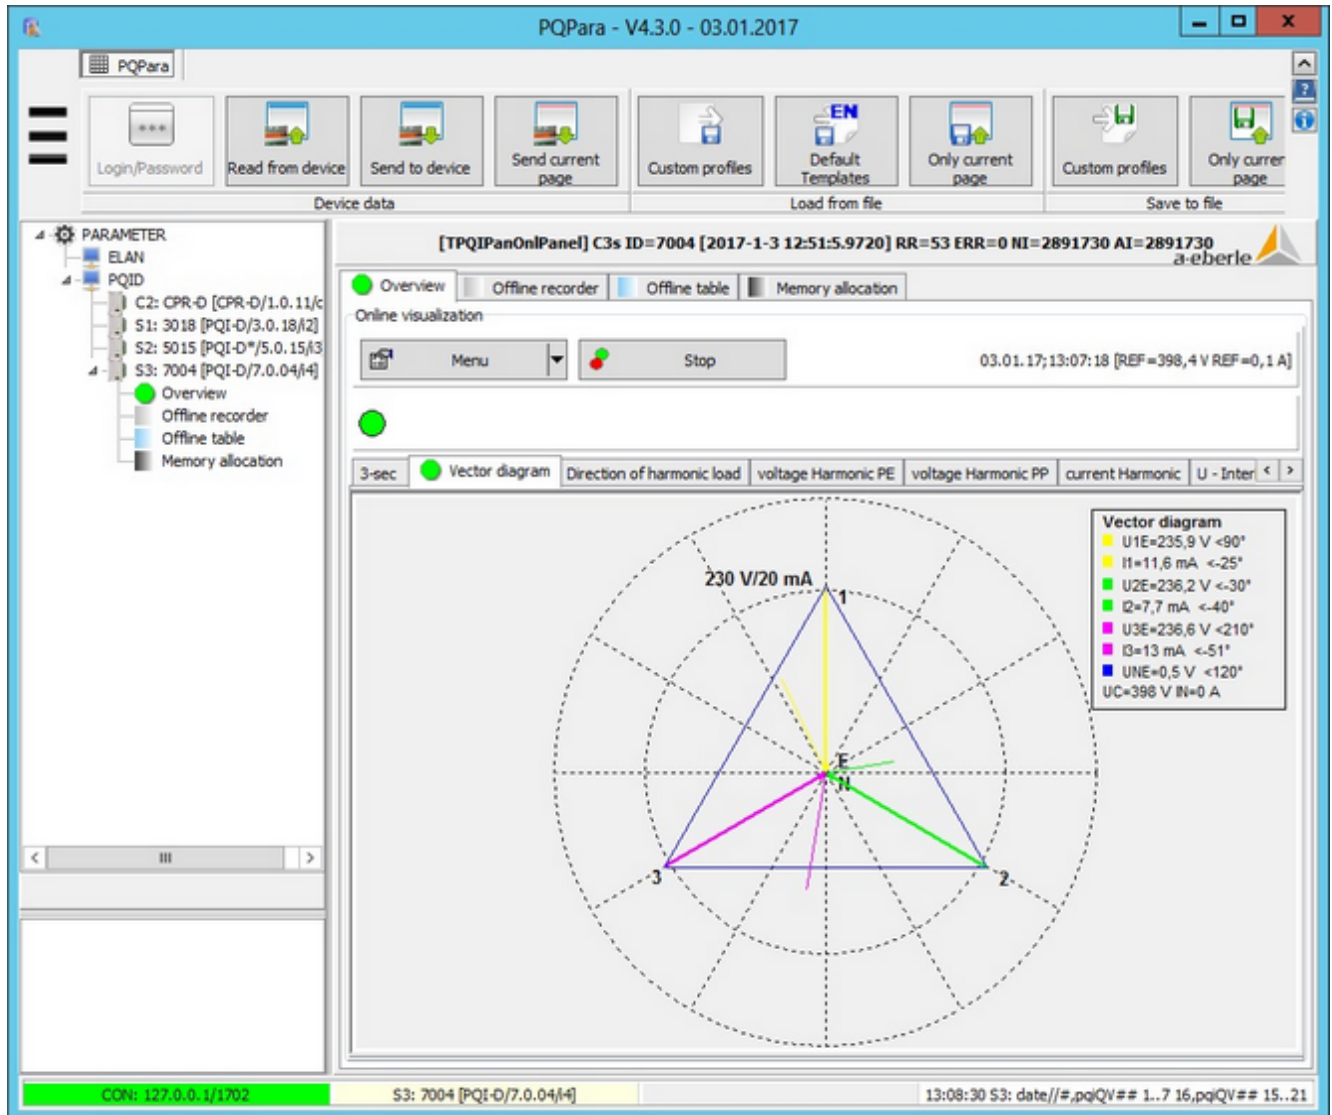 PQPara - V4.3.0 - 03.01.2017
PQPara
Login/Password
Read from device
Send to device
Send current
page
Custom profiles
EN
Default
Templates
Only current
page
Custom profiles
Only curren
page
Device data
Load from file
Save to file
PARAMETER
ELAN
PQID
C2: CPR-D [CPR-D/1.0.11/c
S1: 3018 [PQI-D/3.0.18/i2]
S2: 5015 [PQI-D*/5.0.15/i3
S3: 7004 [PQI-D/7.0.04/i4]
Overview
Offline recorder
Offline table
Memory allocation
[TPQIPanOnlPanel] C3s ID=7004 [2017-1-3 12:51:5.9720] RR=53 ERR=0 NI=2891730 AI=2891730
a-eberle
Overview
Offline recorder
Offline table
Memory allocation
Online visualization
Menu
Stop
03.01.17;13:07:18 [REF=398,4 V REF=0,1 A]
3-sec
Vector diagram
Direction of harmonic load
voltage Harmonic PE
voltage Harmonic PP
current Harmonic
U - Inter
230 V/20 mA
1
E
N
2
3
Vector diagram
U1E=235,9 V <90°
I1=11,6 mA <-25°
U2E=236,2 V <-30°
I2=7,7 mA <-40°
U3E=236,6 V <210°
I3=13 mA <-51°
UNE=0,5 V <120°
UC=398 V IN=0 A
CON: 127.0.0.1/1702
S3: 7004 [PQI-D/7.0.04/i4]
13:08:30 S3: date//#,pqiQV## 1..7 16,pqiQV## 15..21